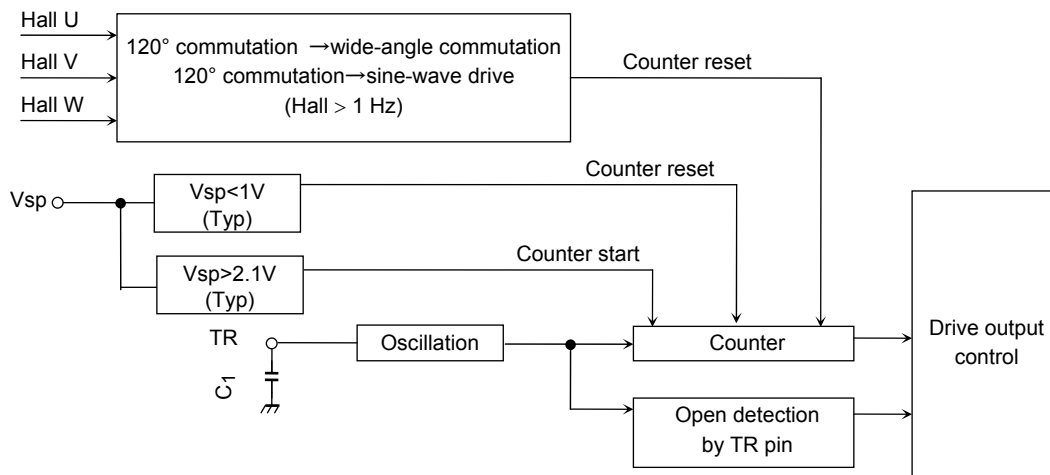 Hall U
Hall V
Hall W
120° commutation →wide-angle commutation
120° commutation→sine-wave drive
(Hall > 1 Hz)
Counter reset
Vsp
Vsp<1V
(Typ)
Counter reset
Vsp>2.1V
(Typ)
Counter start
TR
C1
Oscillation
Counter
Open detection
by TR pin
Drive output
control